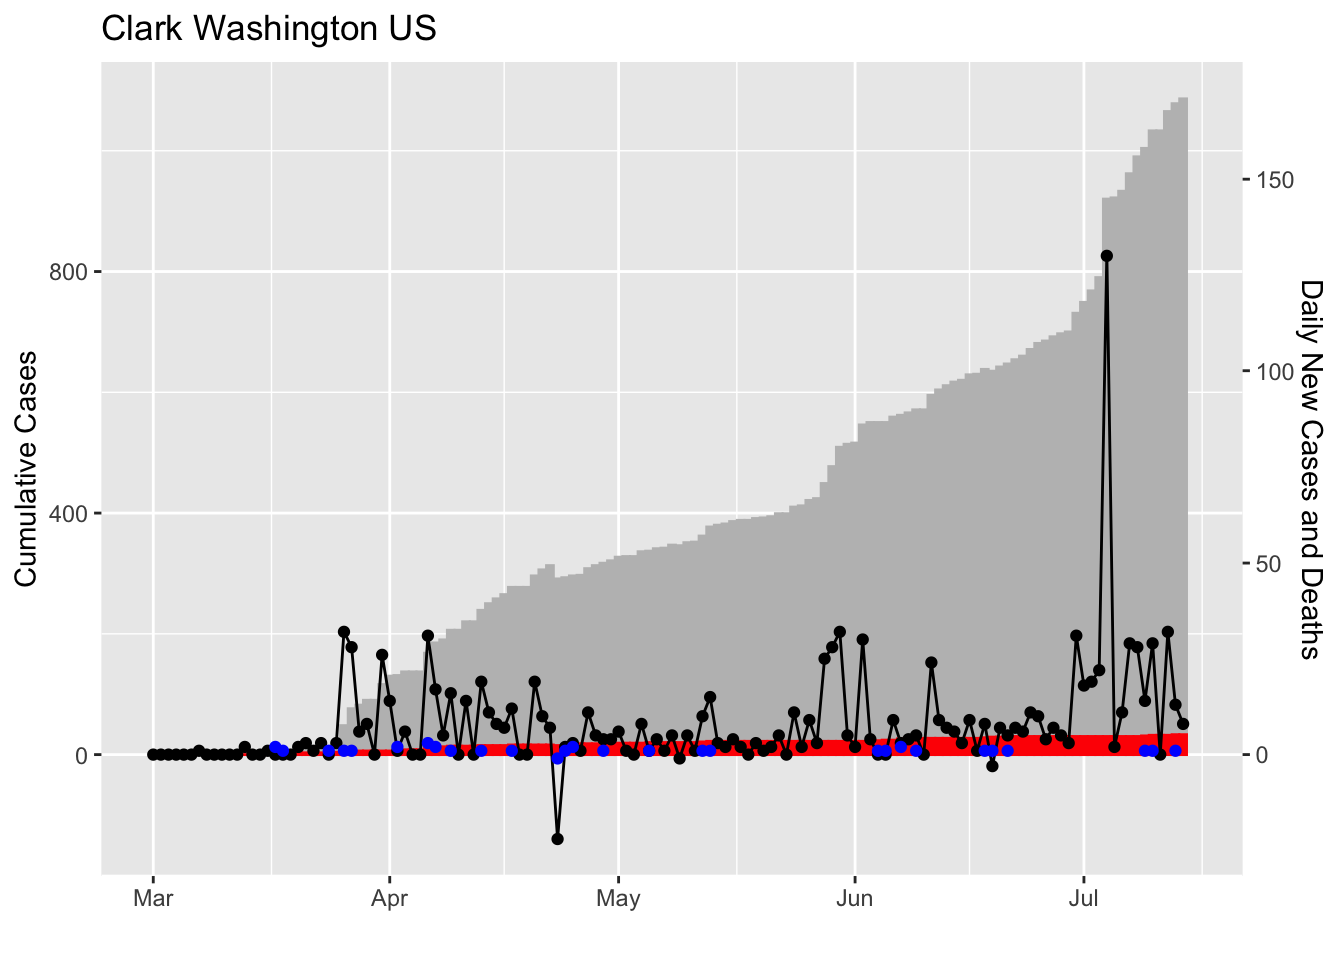 Clark Washington US
Cumulative Cases
800
400
0
150
100
50
0
Daily New Cases and Deaths
Mar
Apr
May
Jun
Jul